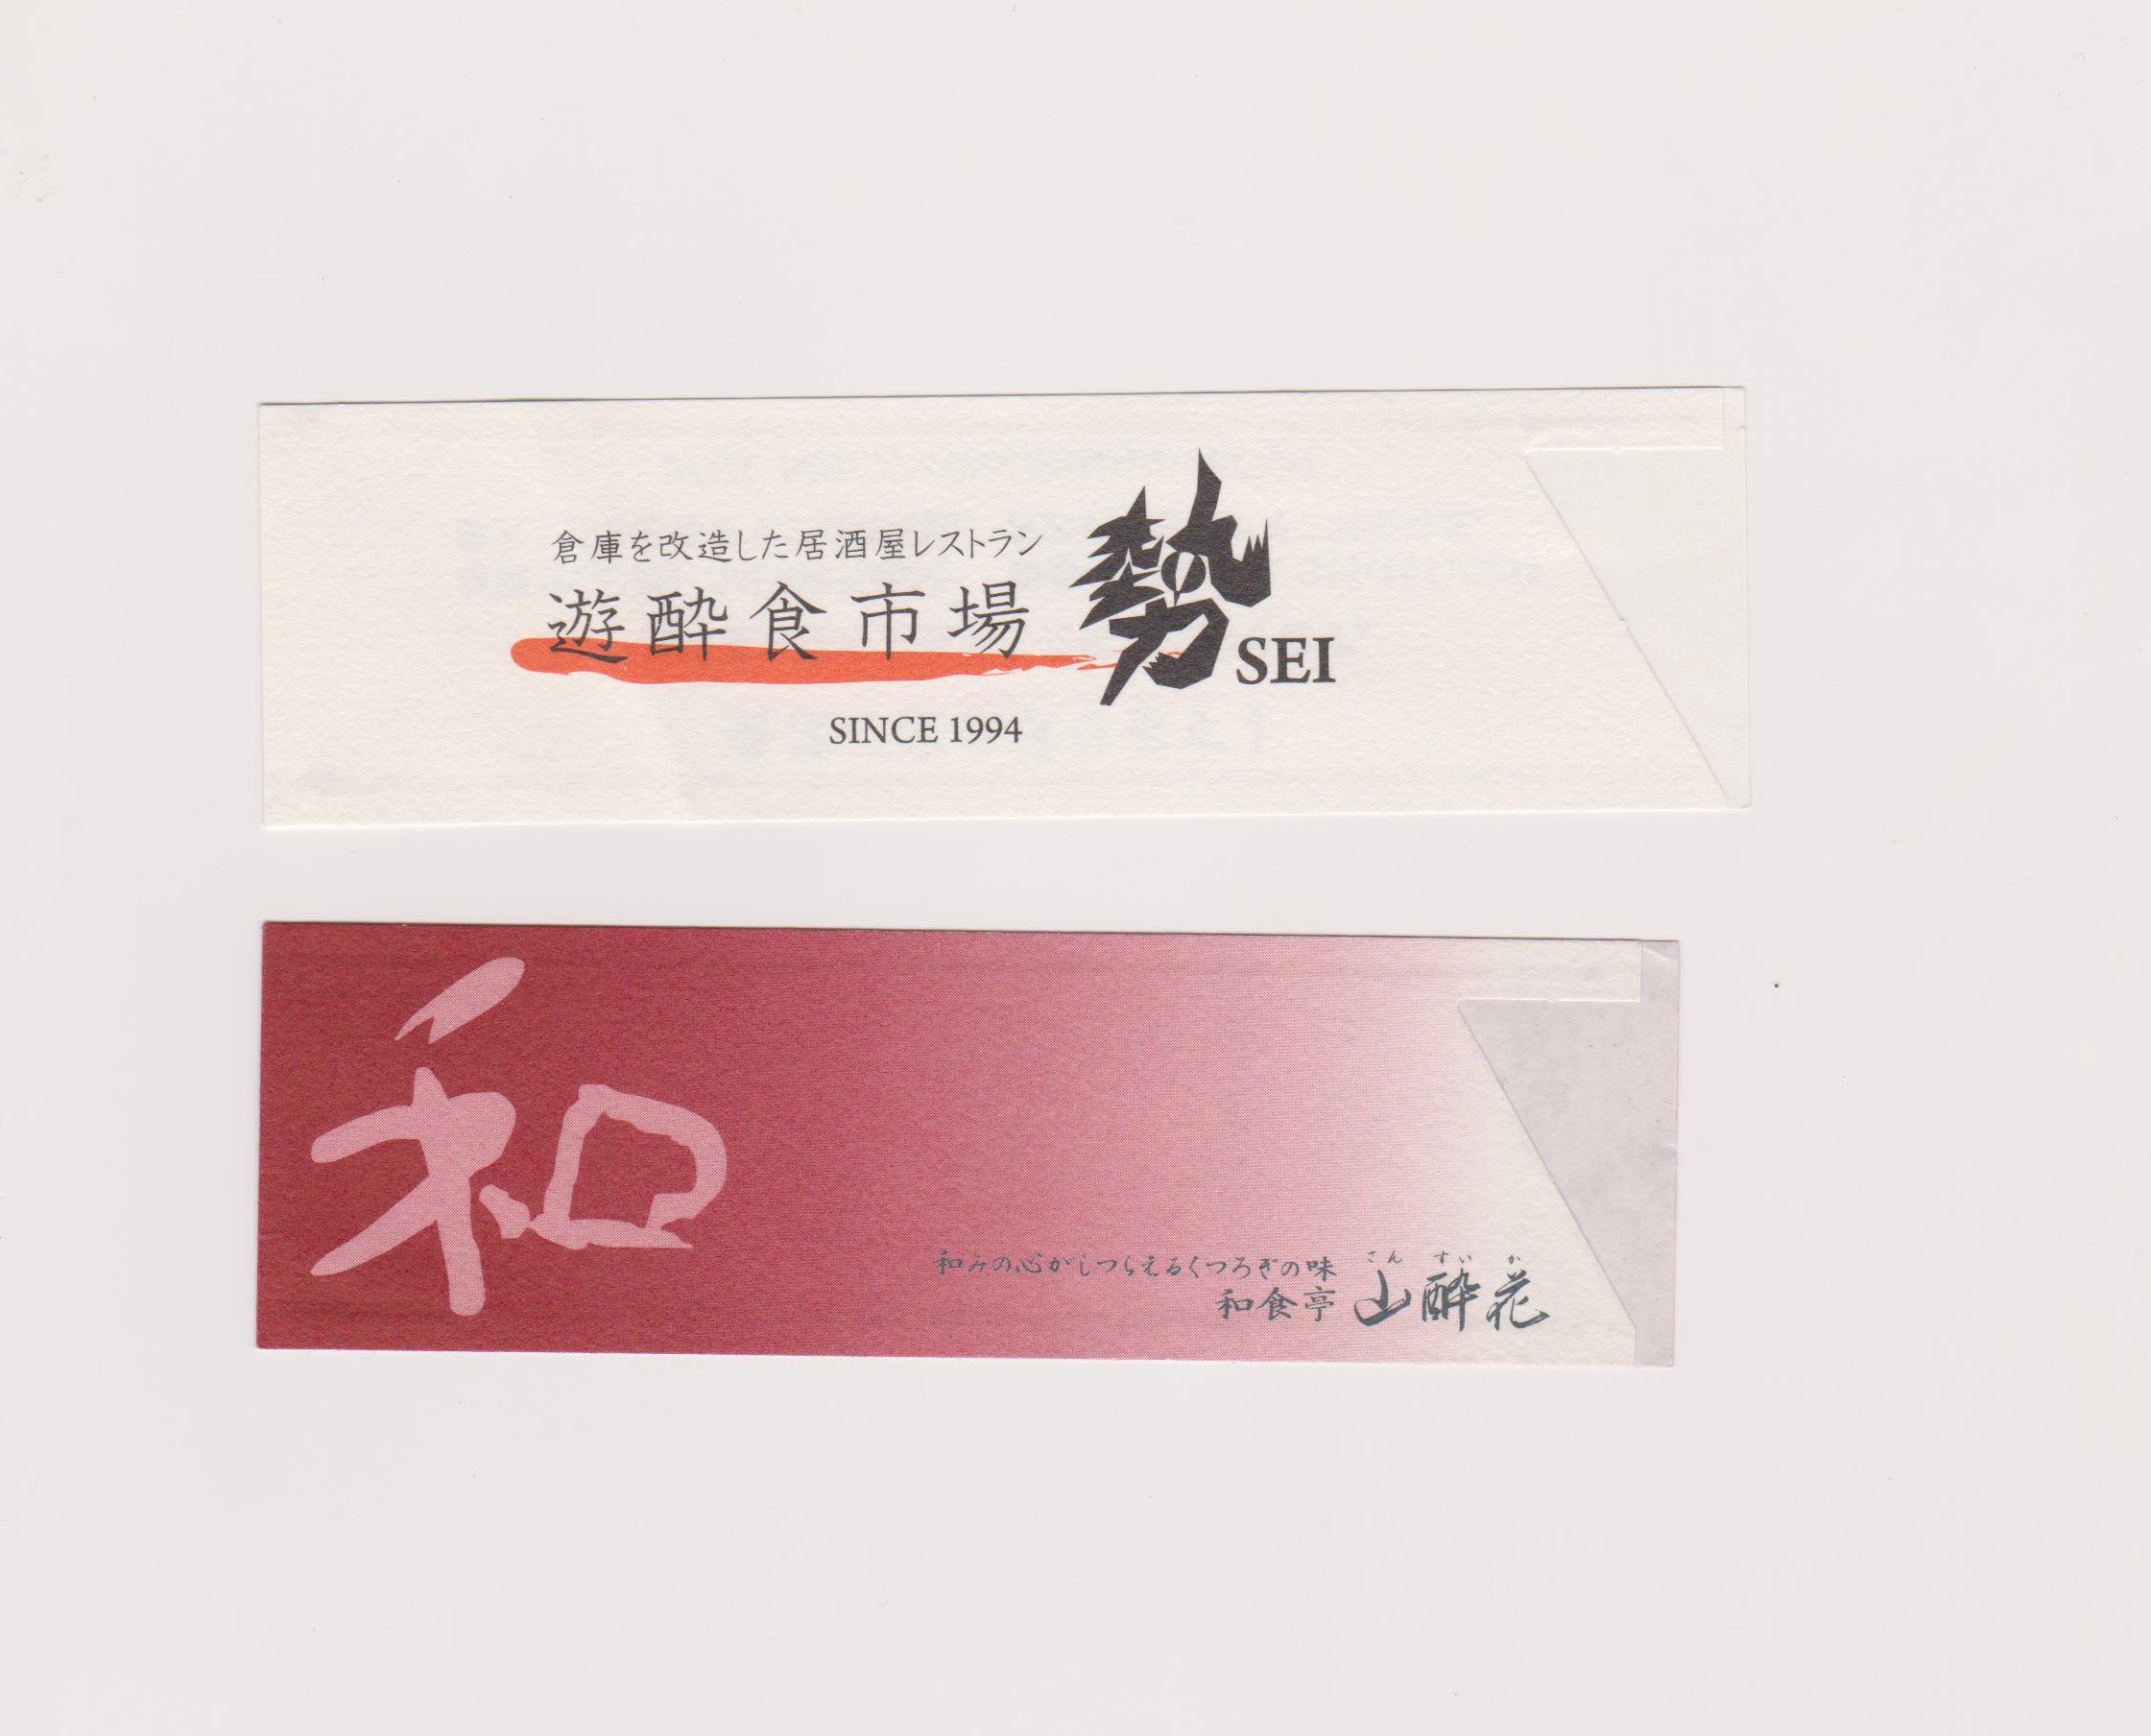 倉庫を改造した居酒屋レストラン
遊酔食市場
勢
SEI
SINCE 1994
和
和みの心がしつらえるくつろぎの味
和食亭
さんすいか
山酔花